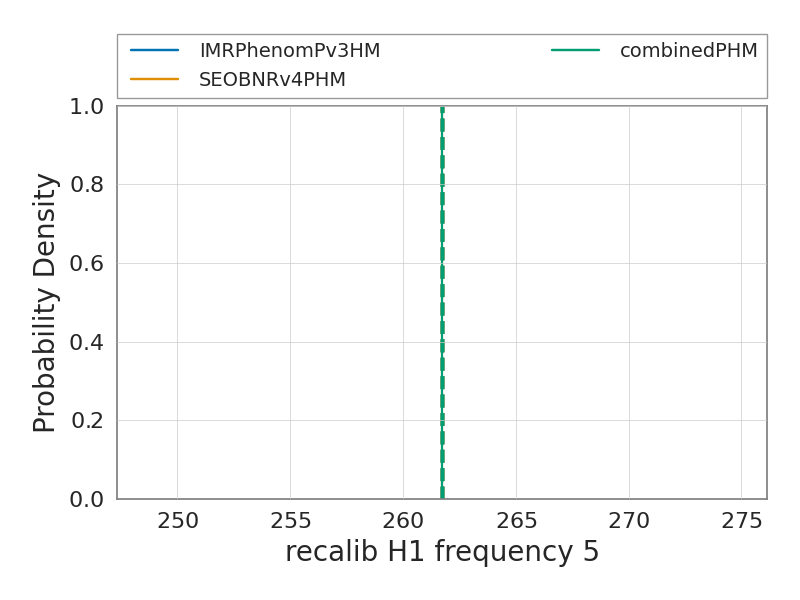 IMRPhenomPv3HM
SEOBNRv4PHM
combinedPHM
1.0
0.8
0.6
0.4
0.2
0.0
Probability Density
250 255 260 265 270 275
recalib H1 frequency 5